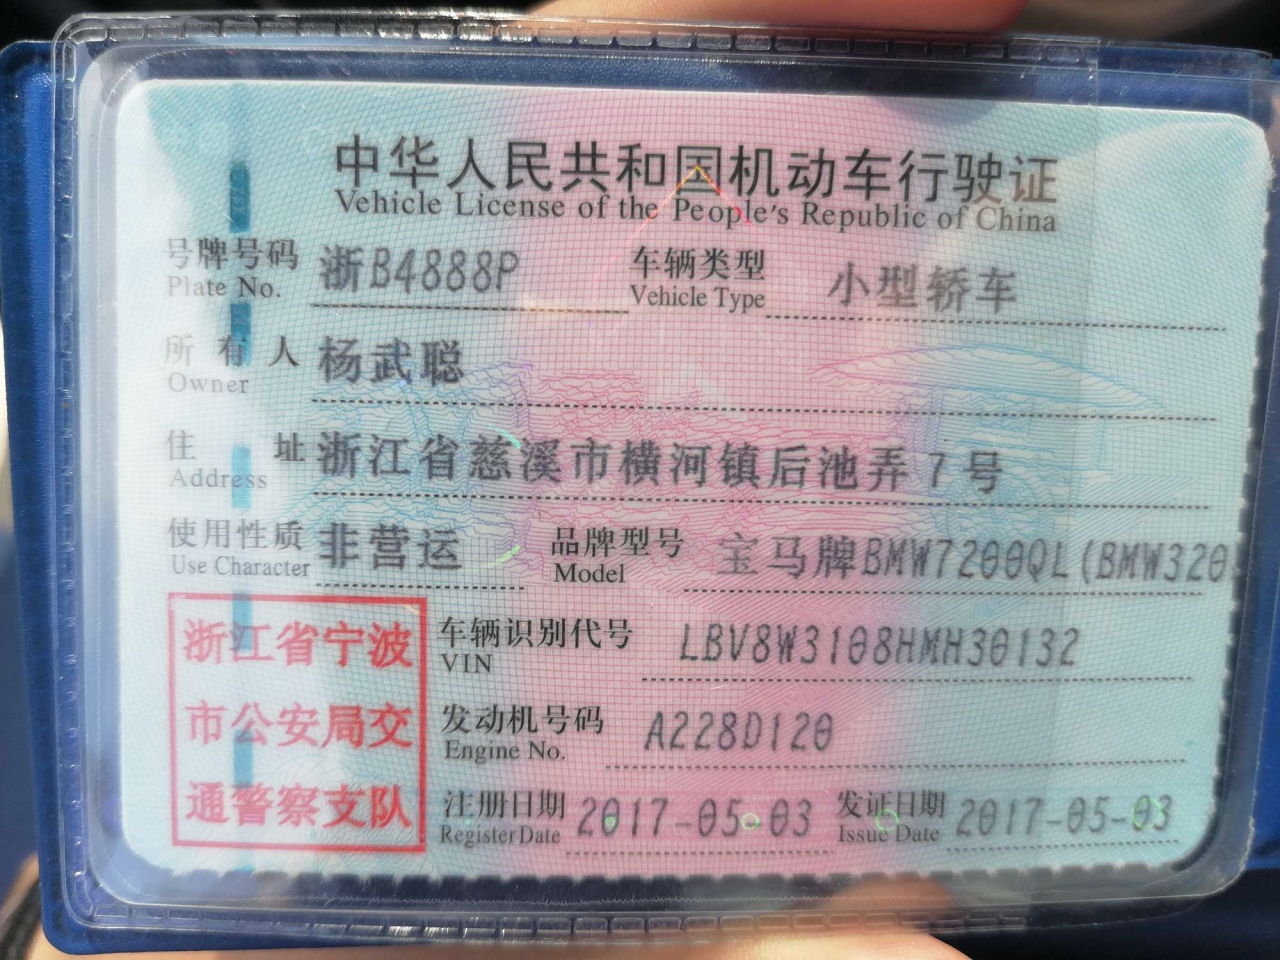 中华人民共和国机动车行驶证
Vehicle License of the People's Republic of China
号牌号码 浙B4888P 车辆类型 小型轿车
Plate No. Vehicle Type
所有人 杨武聪
Owner
住址 浙江省慈溪市横河镇后池弄7号
Address
使用性质 非营运 品牌型号 宝马牌BMW7200QL(BMW320
Use Character Model
浙江省宁波
市公安局交
通警察支队
车辆识别代号 LBV8W3108HMH30132
VIN
发动机号码 A228D120
Engine No.
注册日期 2017-05-03 发证日期 2017-05-03
Register Date Issue Date